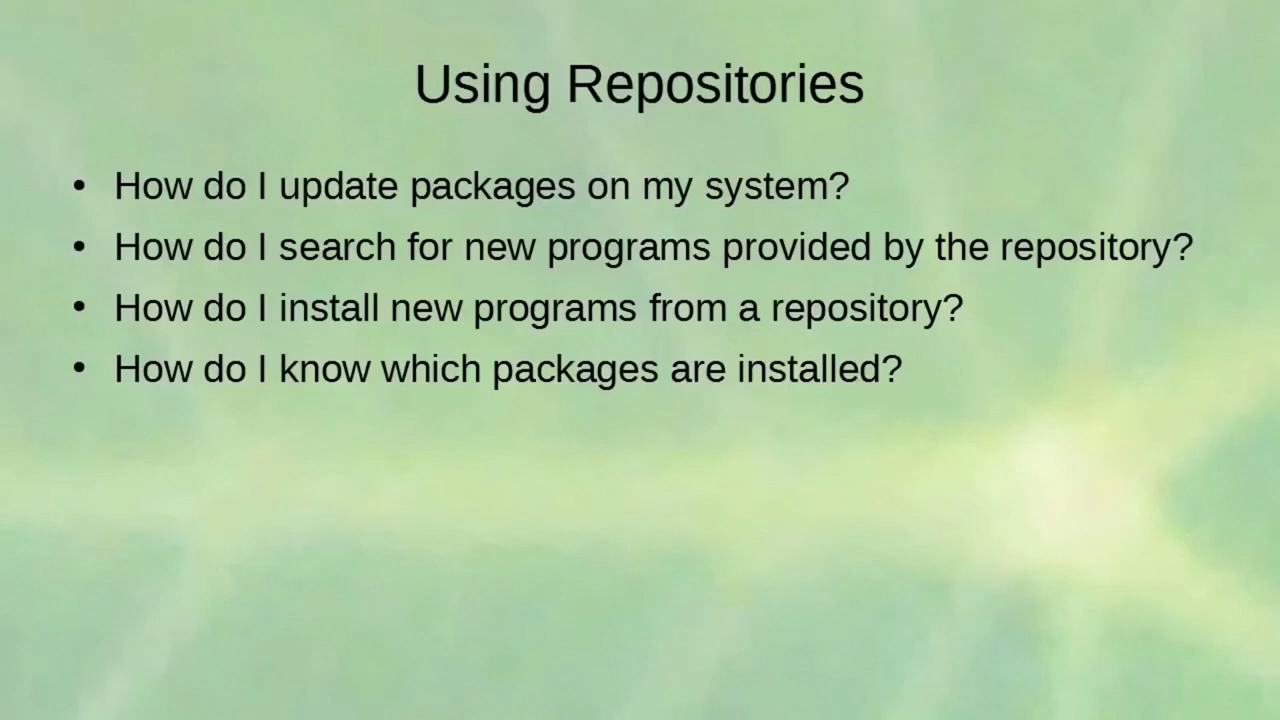 Using Repositories
• How do I update packages on my system?
• How do I search for new programs provided by the repository?
• How do I install new programs from a repository?
• How do I know which packages are installed?